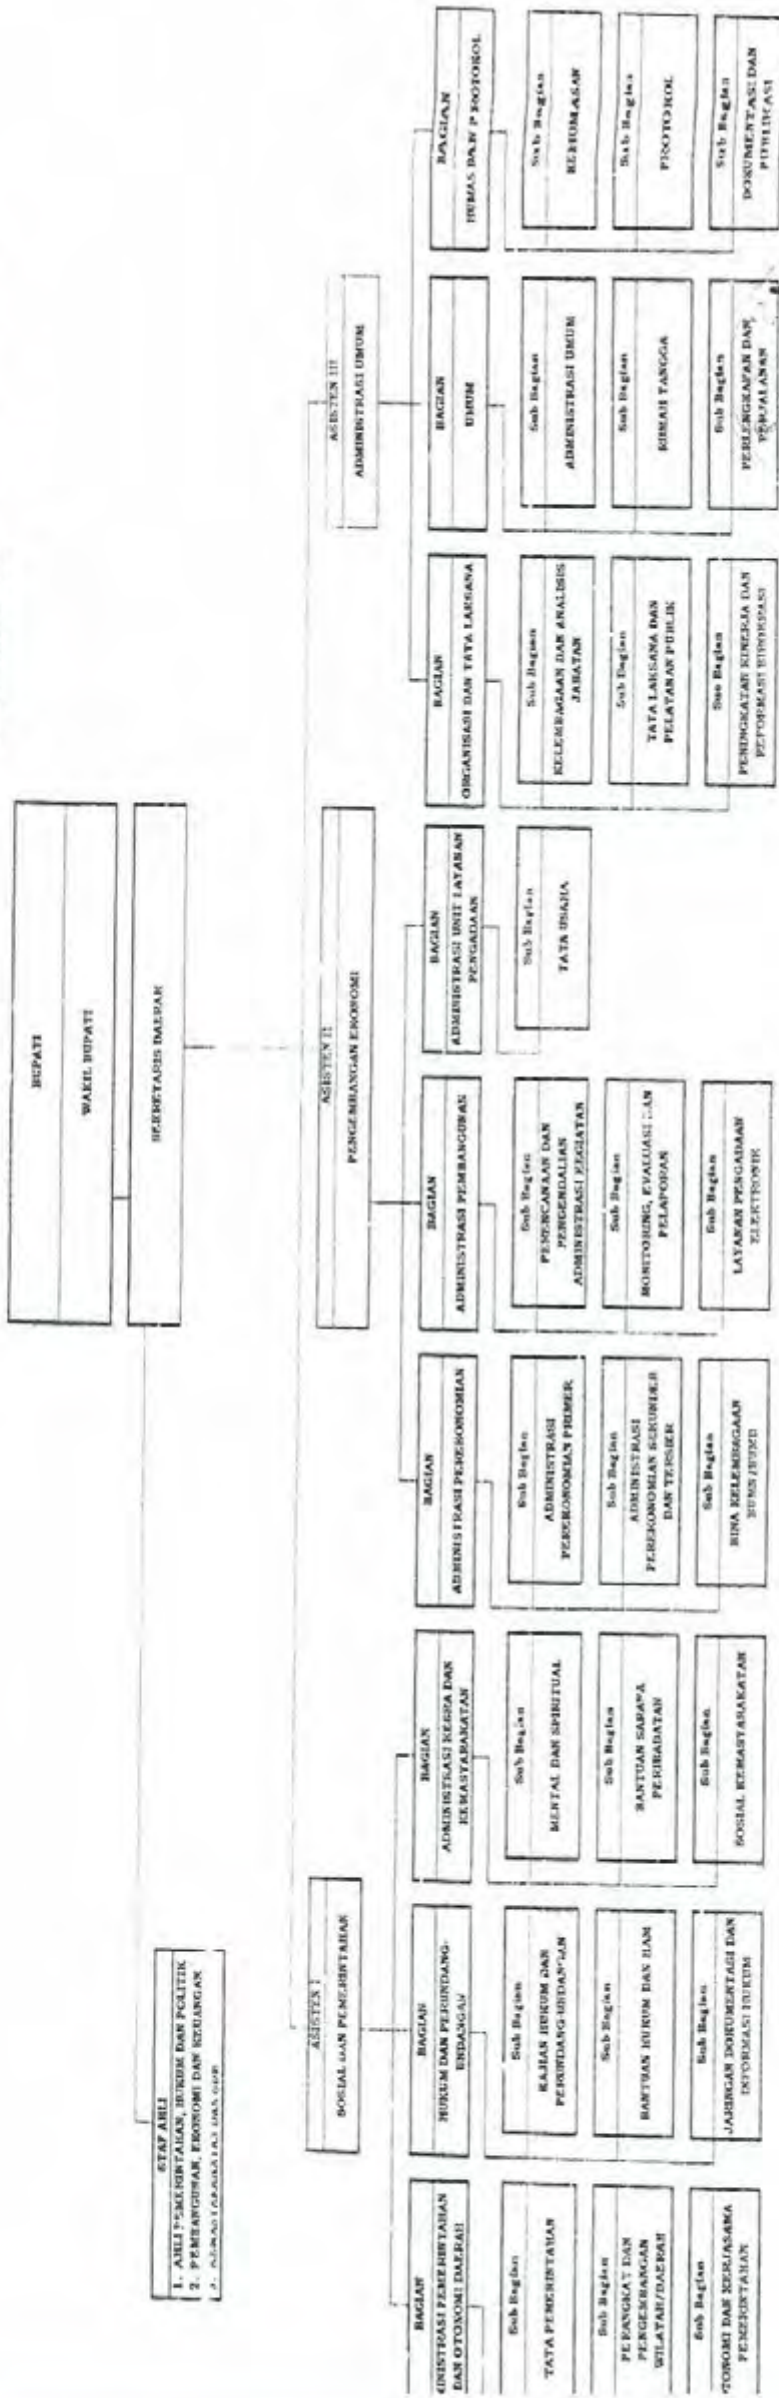 BUPATI
WAKIL BUPATI
SEKRETARIS DAERAH
STAF AHLI
1. AHLI PEMERINTAHAN, HUKUM DAN POLITIK
2. PEMBANGUNAN, EKONOMI DAN KEUANGAN
ASISTEN I
SOSIAL DAN PEMERINTAHAN
ASISTEN II
PENGEMBANGAN EKONOMI
ASISTEN III
ADMINISTRASI UMUM
BAGIAN
INISTRASI PEMERINTAHAN
DAN OTONOMI DAERAH
Sub Bagian
TATA PEMERINTAHAN
Sub Bagian
PERANGKAT DAN
PENGEMBANGAN
WILAYAH/DAERAH
Sub Bagian
TONOMI DAN KERJASAMA
PEMERINTAHAN
BAGIAN
HUKUM DAN PERUNDANG-
UNDANGAN
Sub Bagian
KAJIAN HUKUM DAN
PERUNDANG-UNDANGAN
Sub Bagian
BANTUAN HUKUM DAN HAM
Sub Bagian
JARINGAN DOKUMENTASI DAN
INFORMASI HUKUM
BAGIAN
ADMINISTRASI KESRA DAN
KEMASYARAKATAN
Sub Bagian
MENTAL DAN SPIRITUAL
Sub Bagian
BANTUAN SARANA
PERIBADATAN
Sub Bagian
SOSIAL KEMASYARAKATAN
BAGIAN
ADMINISTRASI PEREKONOMIAN
Sub Bagian
ADMINISTRASI
PEREKONOMIAN PRIMER
Sub Bagian
ADMINISTRASI
PEREKONOMIAN SEKUNDER
DAN TERSIER
Sub Bagian
BINA KELEMBAGAAN
BUMN/BUMD
BAGIAN
ADMINISTRASI PEMBANGUNAN
Sub Bagian
PERENCANAAN DAN
PENGENDALIAN
ADMINISTRASI KEGIATAN
Sub Bagian
MONITORING, EVALUASI DAN
PELAPORAN
Sub Bagian
LAYANAN PENGADAAN
ELEKTRONIK
BAGIAN
ADMINISTRASI UNIT LAYANAN
PENGADAAN
Sub Bagian
TATA USAHA
BAGIAN
ORGANISASI DAN TATA LAKSANA
Sub Bagian
KELEMBAGAAN DAN ANALISIS
JABATAN
Sub Bagian
TATA LAKSANA DAN
PELAYANAN PUBLIK
Sub Bagian
PENINGKATAN KINERJA DAN
REFORMASI BIROKRASI
BAGIAN
UMUM
Sub Bagian
ADMINISTRASI UMUM
Sub Bagian
RUMAH TANGGA
Sub Bagian
PERLENGKAPAN DAN
PERJALANAN
BAGIAN
HUMAS DAN PROTOKOL
Sub Bagian
KEHUMASAN
Sub Bagian
PROTOKOL
Sub Bagian
DOKUMENTASI DAN
PUBLIKASI